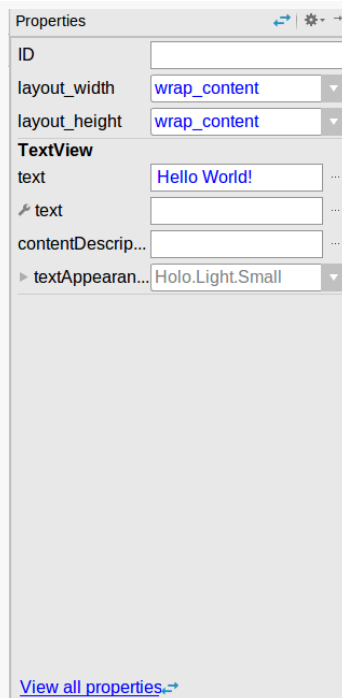 Properties
ID
layout_width wrap_content
layout_height wrap_content
TextView
text Hello World!
text
contentDescrip...
textAppearan... Holo.Light.Small
View all properties